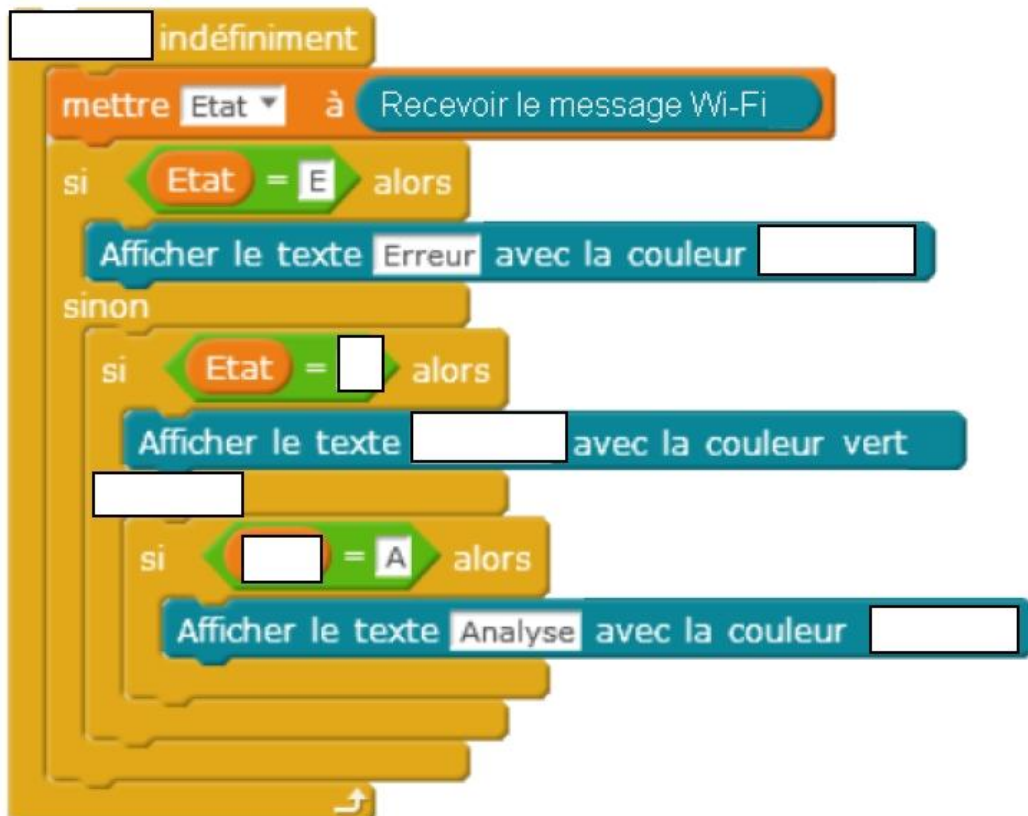 indéfiniment
mettre Etat à Recevoir le message Wi-Fi
si Etat = E alors
Afficher le texte Erreur avec la couleur
sinon
si Etat = alors
Afficher le texte avec la couleur vert
si = A alors
Afficher le texte Analyse avec la couleur